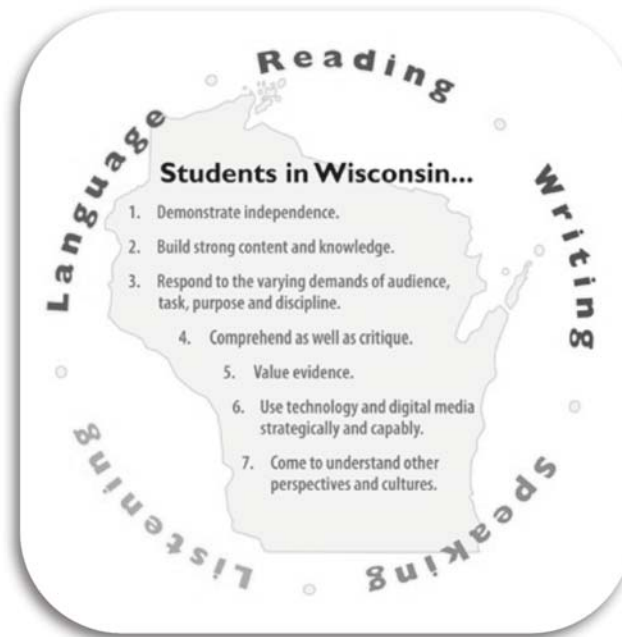 Reading
Writing
Speaking
Listening
Language
Students in Wisconsin...
1. Demonstrate independence.
2. Build strong content and knowledge.
3. Respond to the varying demands of audience,
task, purpose and discipline.
4. Comprehend as well as critique.
5. Value evidence.
6. Use technology and digital media
strategically and capably.
7. Come to understand other
perspectives and cultures.